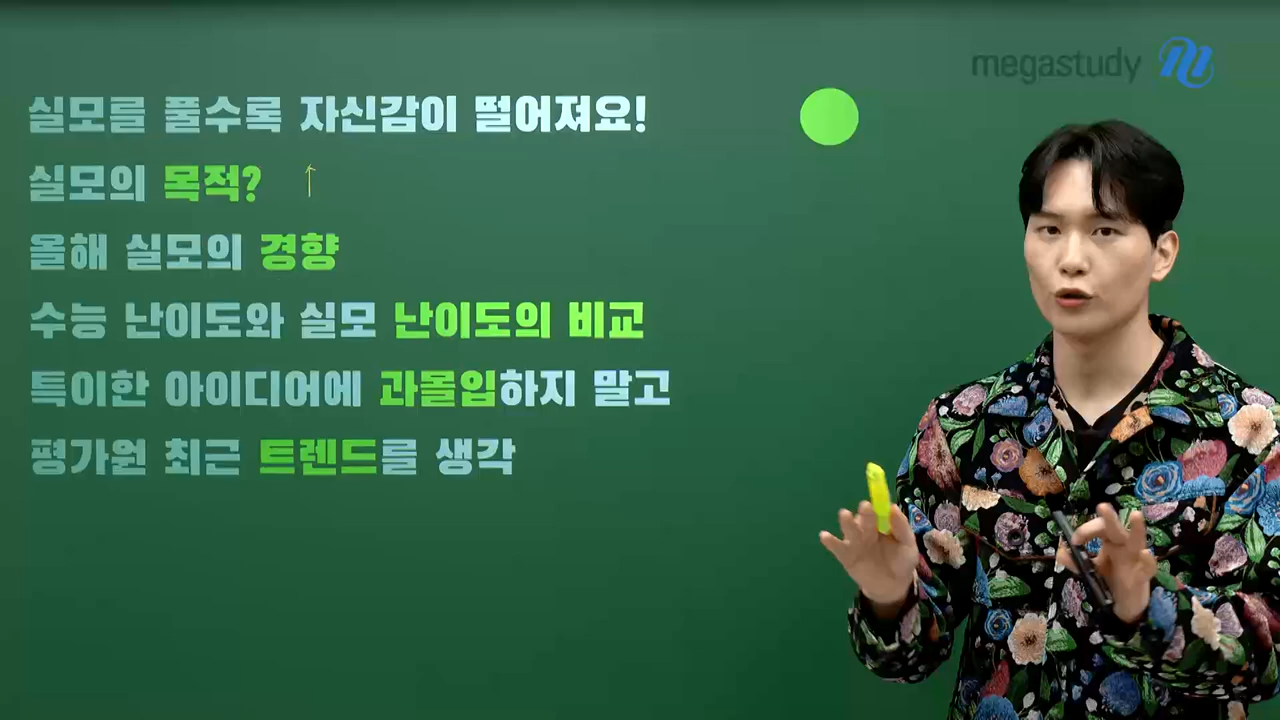 megastudy
실모를 풀수록 자신감이 떨어져요!
실모의 목적?
올해 실모의 경향
수능 난이도와 실모 난이도의 비교
특이한 아이디어에 과몰입하지 말고
평가원 최근 트렌드를 생각